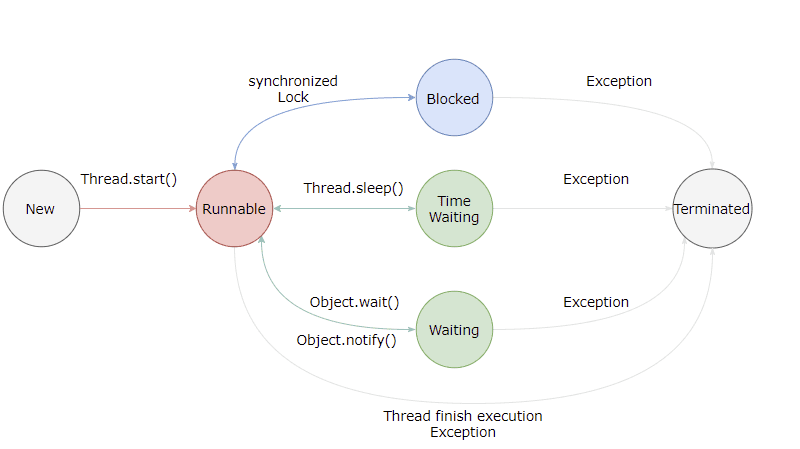 synchronized
Lock
Blocked
Exception
Thread.start()
New
Runnable
Thread.sleep()
Time
Waiting
Exception
Terminated
Object.wait()
Object.notify()
Waiting
Exception
Thread finish execution
Exception